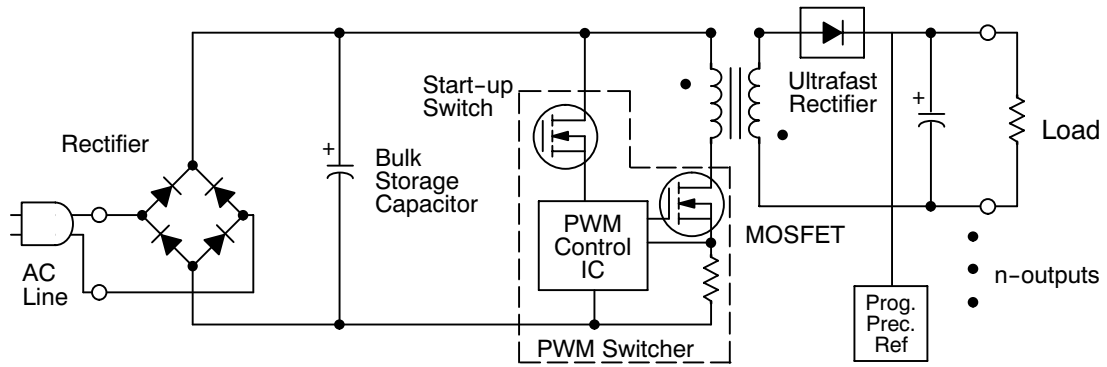 Rectifier
AC
Line
+
Bulk
Storage
Capacitor
Start-up
Switch
PWM
Control
IC
PWM Switcher
MOSFET
Ultrafast
Rectifier
+
Load
n-outputs
Prog.
Prec.
Ref